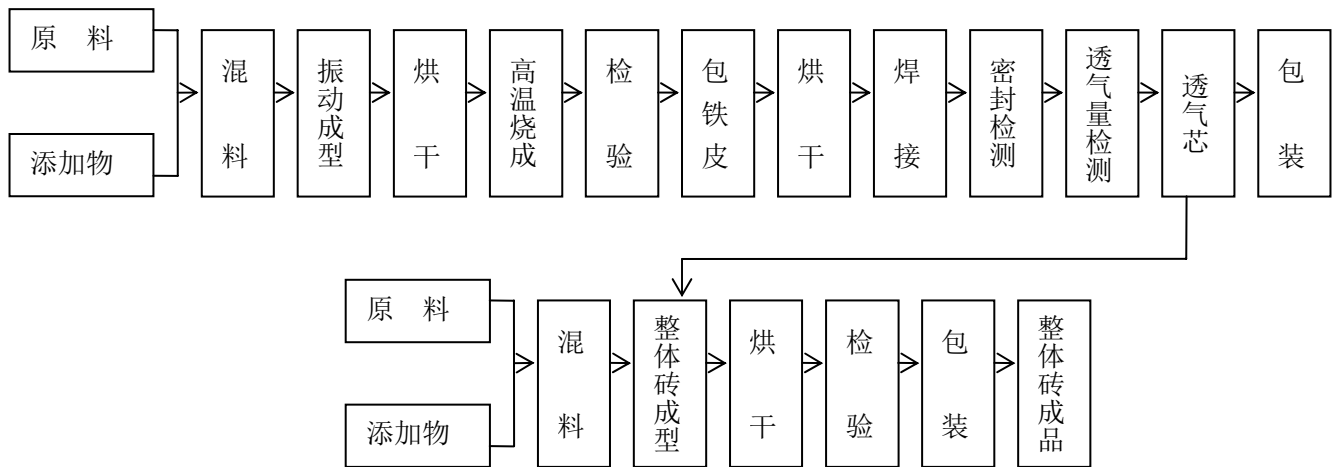 原 料
添加物
混料
振动成型
烘干
高温烧成
检验
包铁皮
烘干
焊接
密封检测
透气量检测
透气芯
包装
原 料
添加物
混料
整体砖成型
烘干
检验
包装
整体砖成品